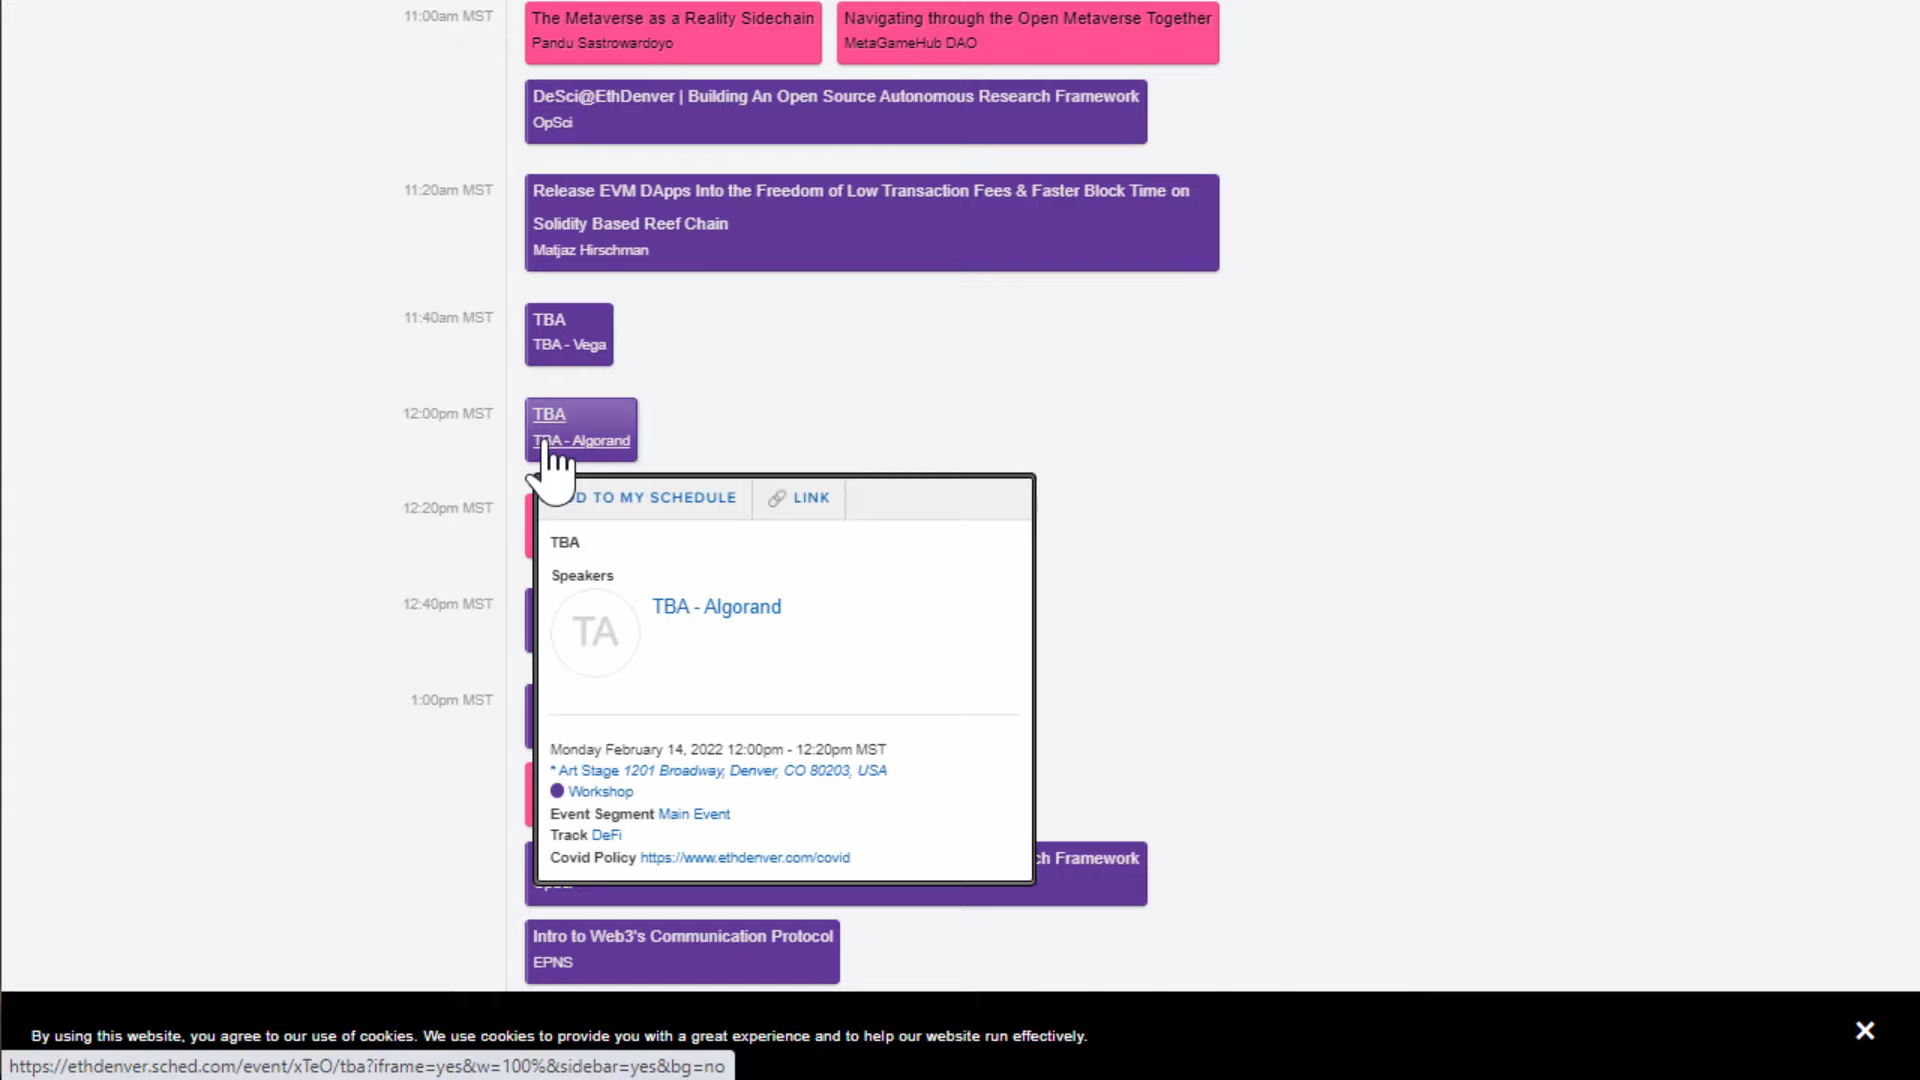 11:00am MST
The Metaverse as a Reality Sidechain
Pandu Sastrowardoyo
Navigating through the Open Metaverse Together
MetaGameHub DAO
DeSci@EthDenver | Building An Open Source Autonomous Research Framework
OpSci
11:20am MST
Release EVM DApps Into the Freedom of Low Transaction Fees & Faster Block Time on
Solidity Based Reef Chain
Matjaz Hirschman
11:40am MST
TBA
TBA - Vega
12:00pm MST
TBA
TBA - Algorand
12:20pm MST
12:40pm MST
1:00pm MST
D TO MY SCHEDULE
LINK
TBA
Speakers
TA
TBA - Algorand
Monday February 14, 2022 12:00pm - 12:20pm MST
* Art Stage 1201 Broadway, Denver, CO 80203, USA
Workshop
Event Segment Main Event
Track DeFi
Covid Policy https://www.ethdenver.com/covid
ch Framework
Intro to Web3's Communication Protocol
EPNS
By using this website, you agree to our use of cookies. We use cookies to provide you with a great experience and to help our website run effectively.
https://ethdenver.sched.com/event/xTeO/tba?iframe=yes&w=100%&sidebar=yes&bg=no